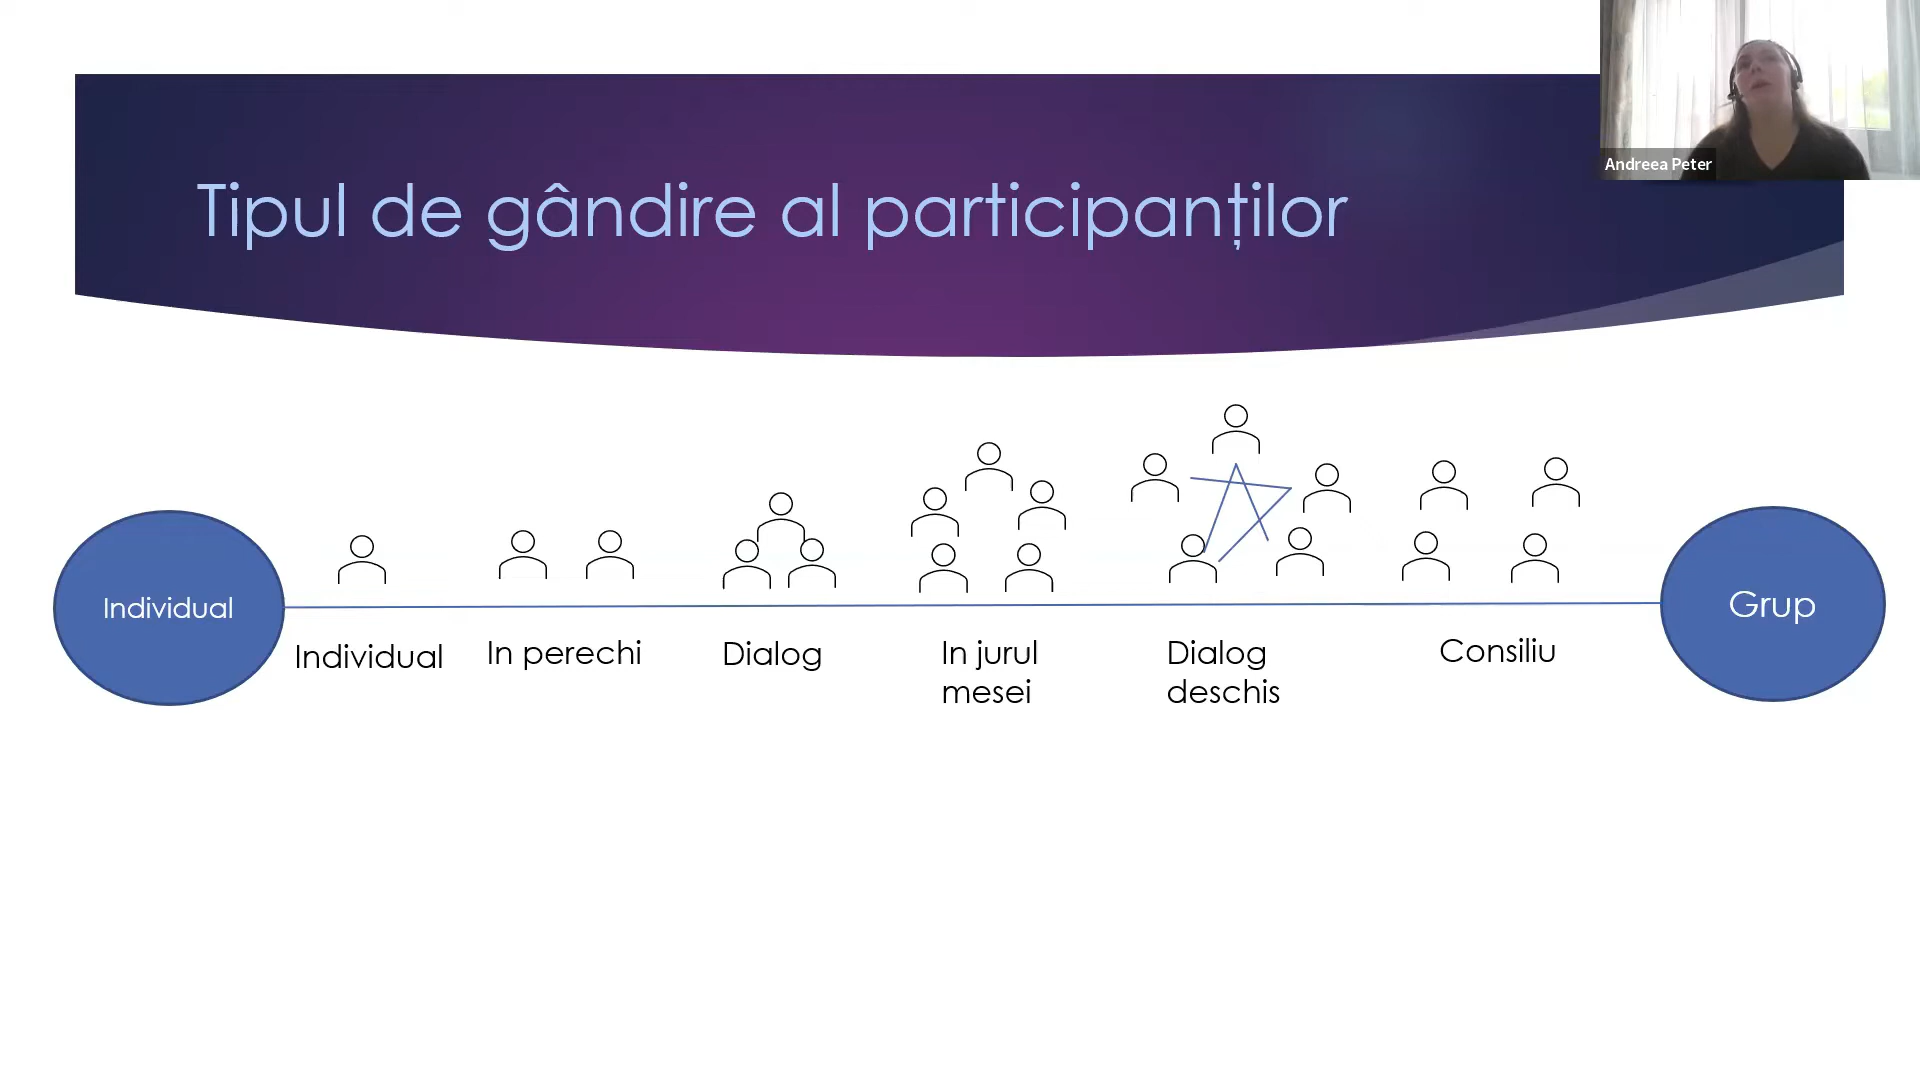 Andreea Peter
Tipul de gândire al participanților
Individual
Grup
Individual
In perechi
Dialog
In jurul
mesei
Dialog
deschis
Consiliu